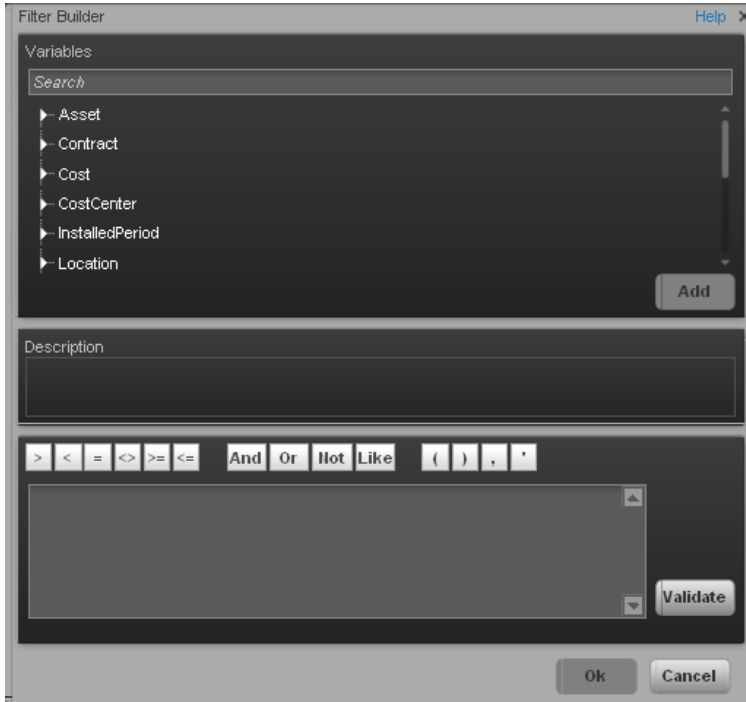 Filter Builder Help X
Variables
Search
Asset
Contract
Cost
CostCenter
InstalledPeriod
Location
Add
Description
> < = <> >= <= And Or Not Like ( ) , '
Validate
Ok Cancel